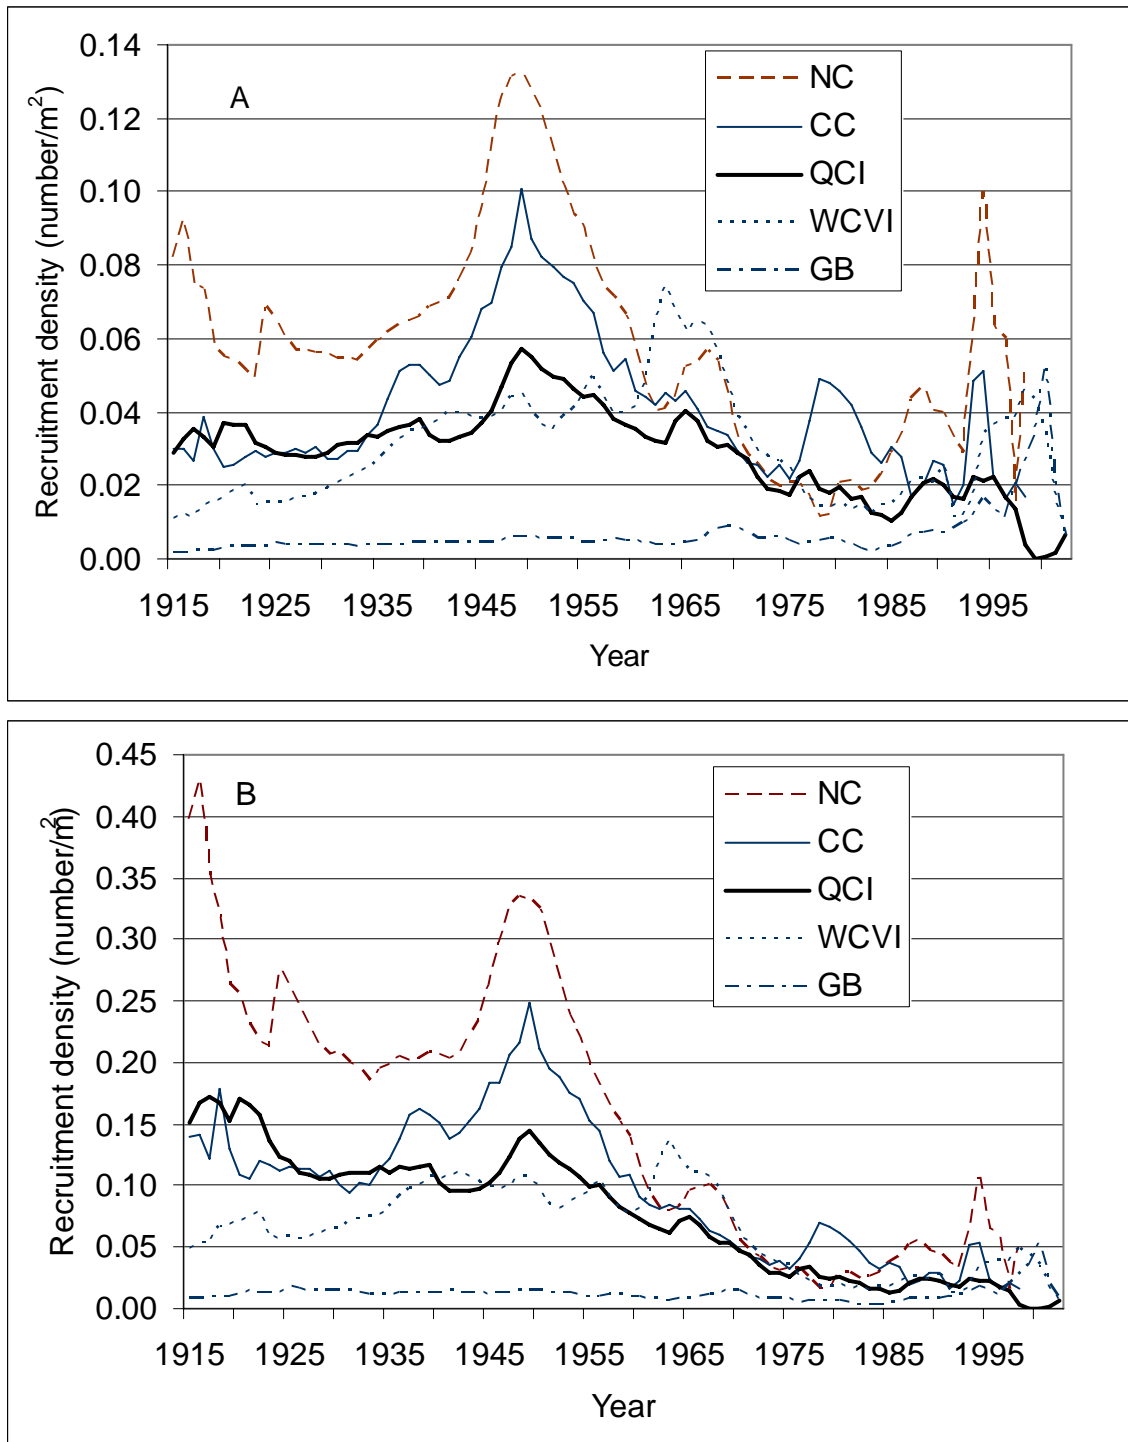 0.14
0.12
0.10
0.08
0.06
0.04
0.02
0.00
Recruitment density (number/m2)
A
NC
CC
QCI
WCVI
GB
1915 1925 1935 1945 1955 1965 1975 1985 1995
Year
0.45
0.40
0.35
0.30
0.25
0.20
0.15
0.10
0.05
0.00
Recruitment density (number/m2)
B
NC
CC
QCI
WCVI
GB
1915 1925 1935 1945 1955 1965 1975 1985 1995
Year